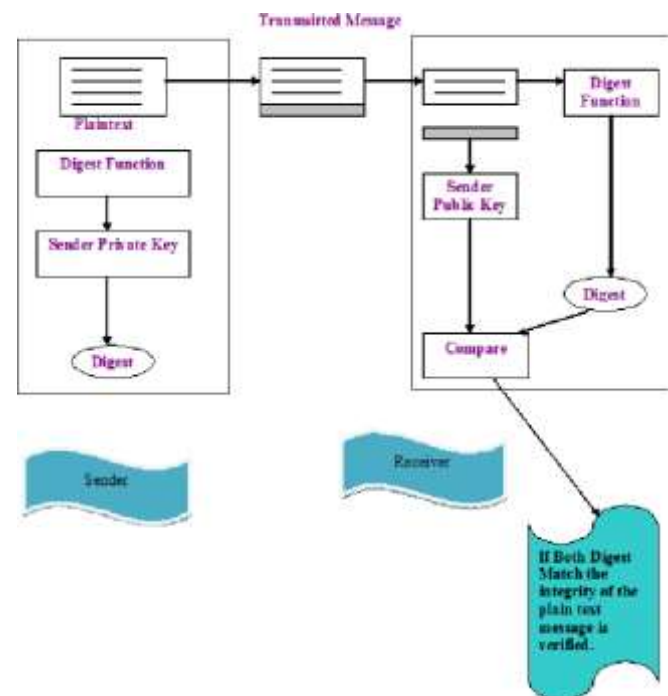 Transmitted Message
Plaintext
Digest Function
Sender Private Key
Digest
Digest
Function
Sender
Public Key
Digest
Compare
Sender
Receiver
If Both Digest
Match the
integrity of the
plain text
message is
verified.